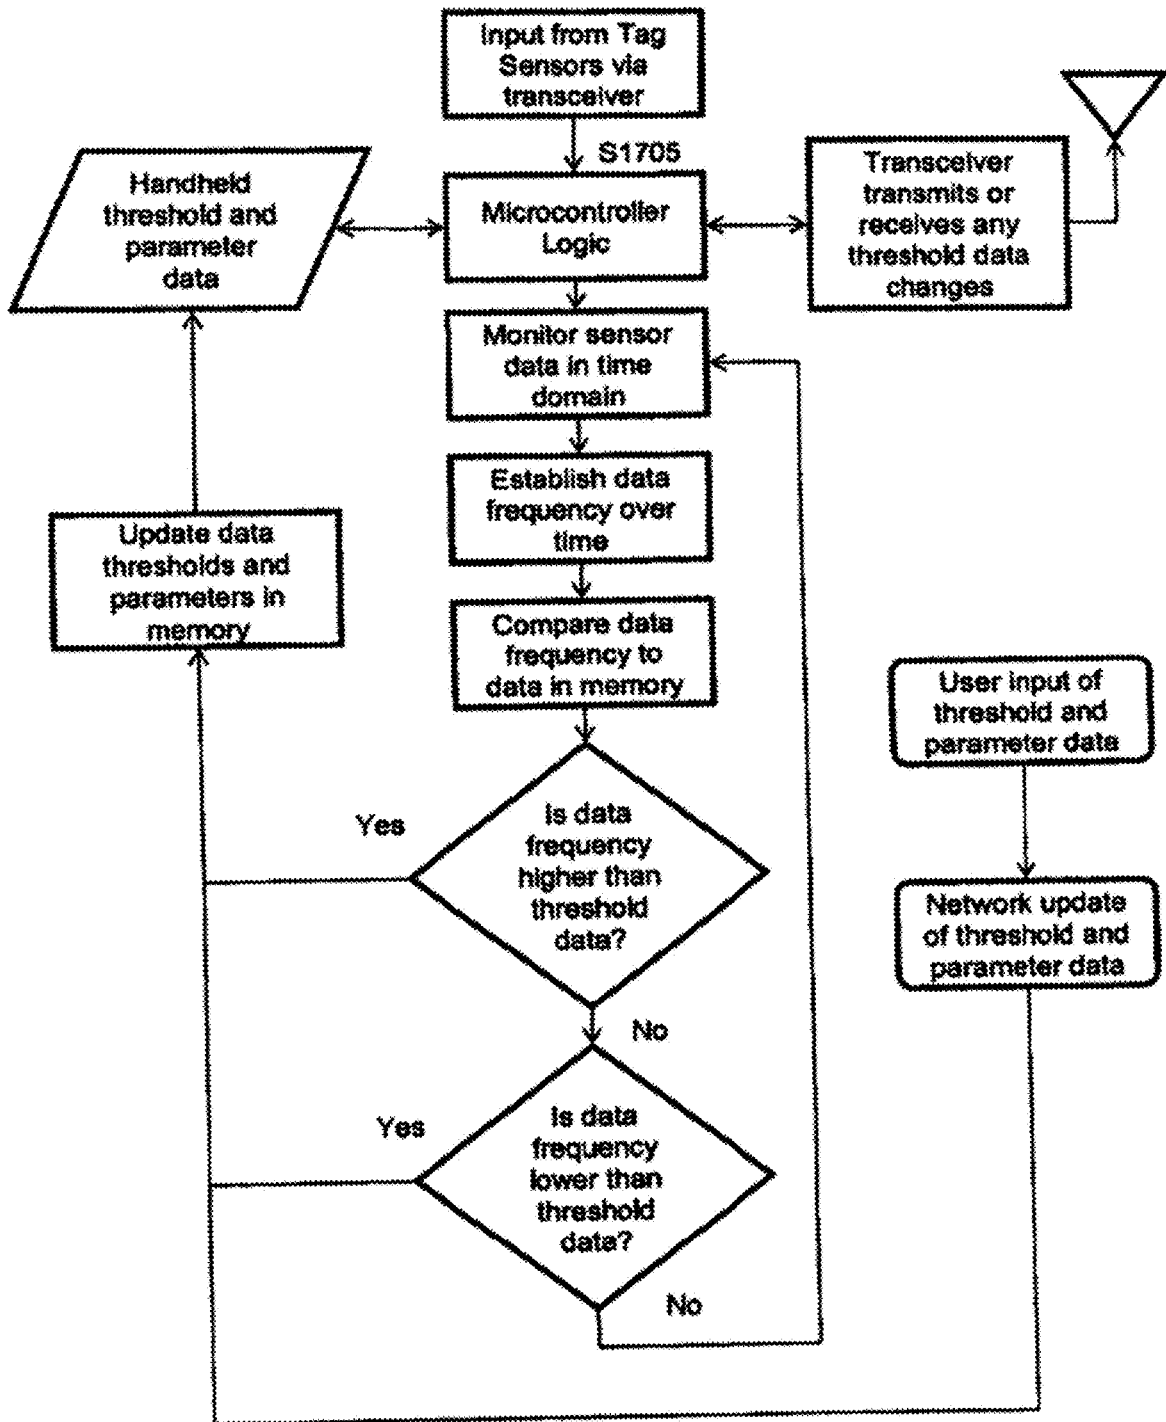 Input from Tag
Sensors via
transceiver
S1705
Handheld
threshold and
parameter
data
Microcontroller
Logic
Transceiver
transmits or
receives any
threshold data
changes
Monitor sensor
data in time
domain
Establish data
frequency over
time
Update data
thresholds and
parameters in
memory
Compare data
frequency to
data in memory
User input of
threshold and
parameter data
Yes
Is data
frequency
higher than
threshold
data?
Network update
of threshold and
parameter data
No
Yes
Is data
frequency
lower than
threshold
data?
No